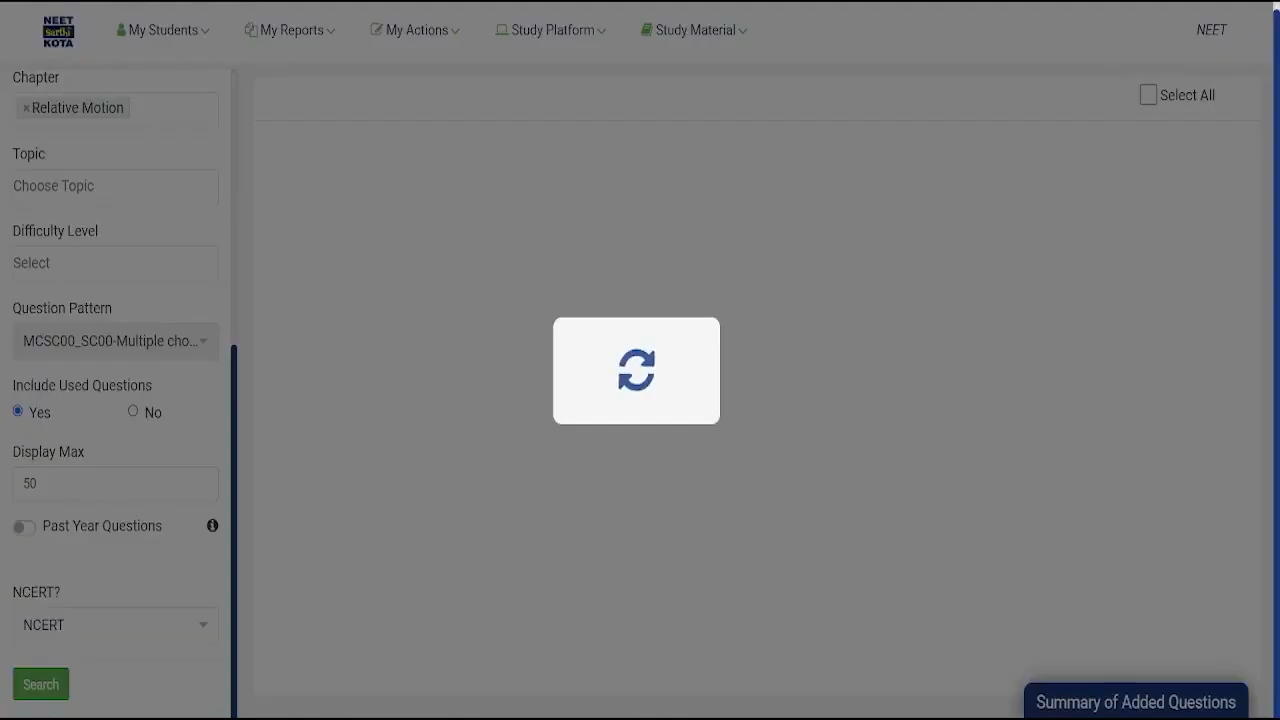 NEET
sarthi
KOTA
My Students
My Reports
My Actions
Study Platform
Study Material
NEET
Chapter
×Relative Motion
Topic
Choose Topic
Difficulty Level
Select
Question Pattern
MCSC00_SC00-Multiple cho...
Include Used Questions
Yes
No
Display Max
50
Past Year Questions
NCERT?
NCERT
Search
Select All
Summary of Added Questions